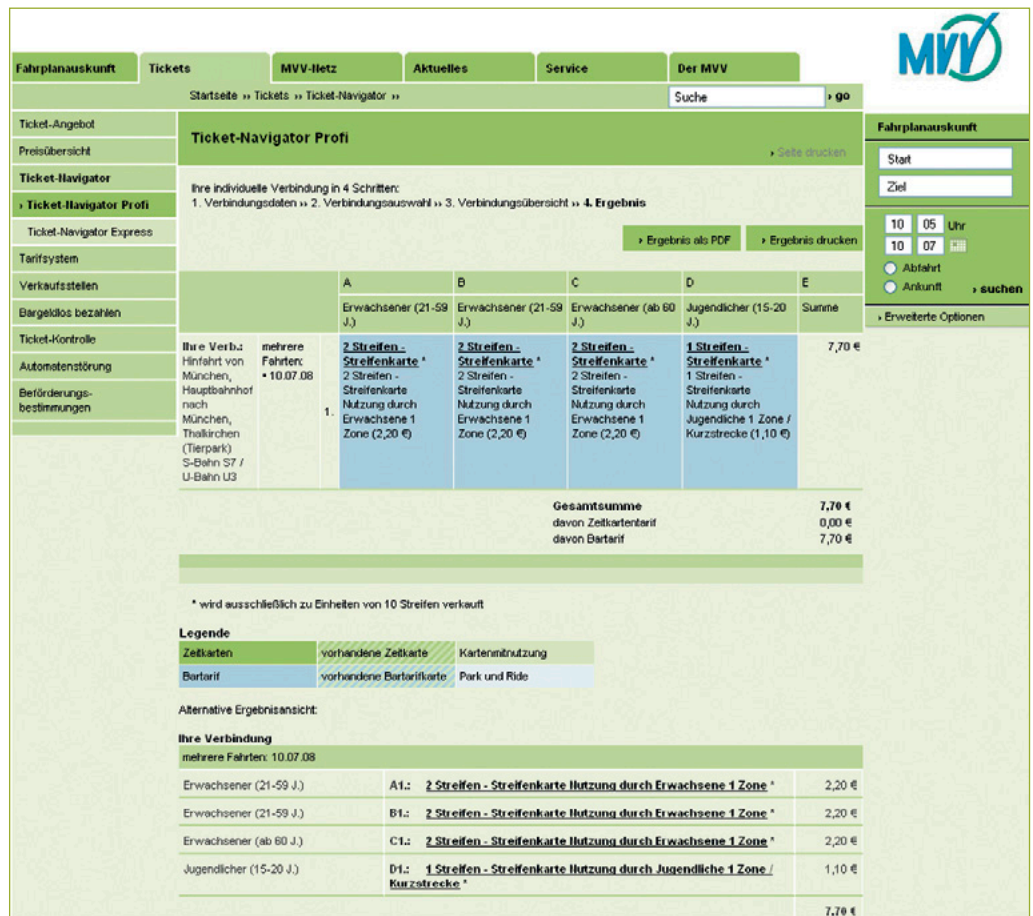 MVV
Fahrplanauskunft Tickets MVV-Netz Aktuelles Service Der MVV
Startseite ›› Tickets ›› Ticket-Navigator ››
Suche › go
Ticket-Angebot
Preisübersicht
Ticket-Navigator
› Ticket-Navigator Profi
Ticket-Navigator Express
Tarifsystem
Verkaufsstellen
Bargeldlos bezahlen
Ticket-Kontrolle
Automatenstörung
Beförderungs-
bestimmungen
Ticket-Navigator Profi
› Seite drucken
Ihre individuelle Verbindung in 4 Schritten:
1. Verbindungsdaten ›› 2. Verbindungsauswahl ›› 3. Verbindungsübersicht ›› 4. Ergebnis
› Ergebnis als PDF › Ergebnis drucken
A B C D E
Erwachsener (21-59 J.) Erwachsener (21-59 J.) Erwachsener (ab 60 J.) Jugendlicher (15-20 J.) Summe
Ihre Verb.:
Hinfahrt von
München,
Hauptbahnhof
nach
München,
Thalkirchen
(Tierpark)
S-Bahn S7 /
U-Bahn U3
mehrere
Fahrten:
• 10.07.08
1.
2 Streifen -
Streifenkarte *
2 Streifen -
Streifenkarte
Nutzung durch
Erwachsene 1
Zone (2,20 €)
2 Streifen -
Streifenkarte *
2 Streifen -
Streifenkarte
Nutzung durch
Erwachsene 1
Zone (2,20 €)
2 Streifen -
Streifenkarte *
2 Streifen -
Streifenkarte
Nutzung durch
Erwachsene 1
Zone (2,20 €)
1 Streifen -
Streifenkarte *
1 Streifen -
Streifenkarte
Nutzung durch
Jugendliche 1 Zone /
Kurzstrecke (1,10 €)
7,70 €
Gesamtsumme 7,70 €
davon Zeitkartentarif 0,00 €
davon Bartarif 7,70 €
* wird ausschließlich zu Einheiten von 10 Streifen verkauft
Legende
Zeitkarten vorhandene Zeitkarte Kartenmitnutzung
Bartarif vorhandene Bartarifkarte Park und Ride
Alternative Ergebnisansicht:
Ihre Verbindung
mehrere Fahrten: 10.07.08
Erwachsener (21-59 J.) A1.: 2 Streifen - Streifenkarte Nutzung durch Erwachsene 1 Zone * 2,20 €
Erwachsener (21-59 J.) B1.: 2 Streifen - Streifenkarte Nutzung durch Erwachsene 1 Zone * 2,20 €
Erwachsener (ab 60 J.) C1.: 2 Streifen - Streifenkarte Nutzung durch Erwachsene 1 Zone * 2,20 €
Jugendlicher (15-20 J.) D1.: 1 Streifen - Streifenkarte Nutzung durch Jugendliche 1 Zone / 1,10 €
Kurzstrecke *
7,70 €
Fahrplanauskunft
Start
Ziel
10 05 Uhr
10 07
Abfahrt
Ankunft › suchen
› Erweiterte Optionen